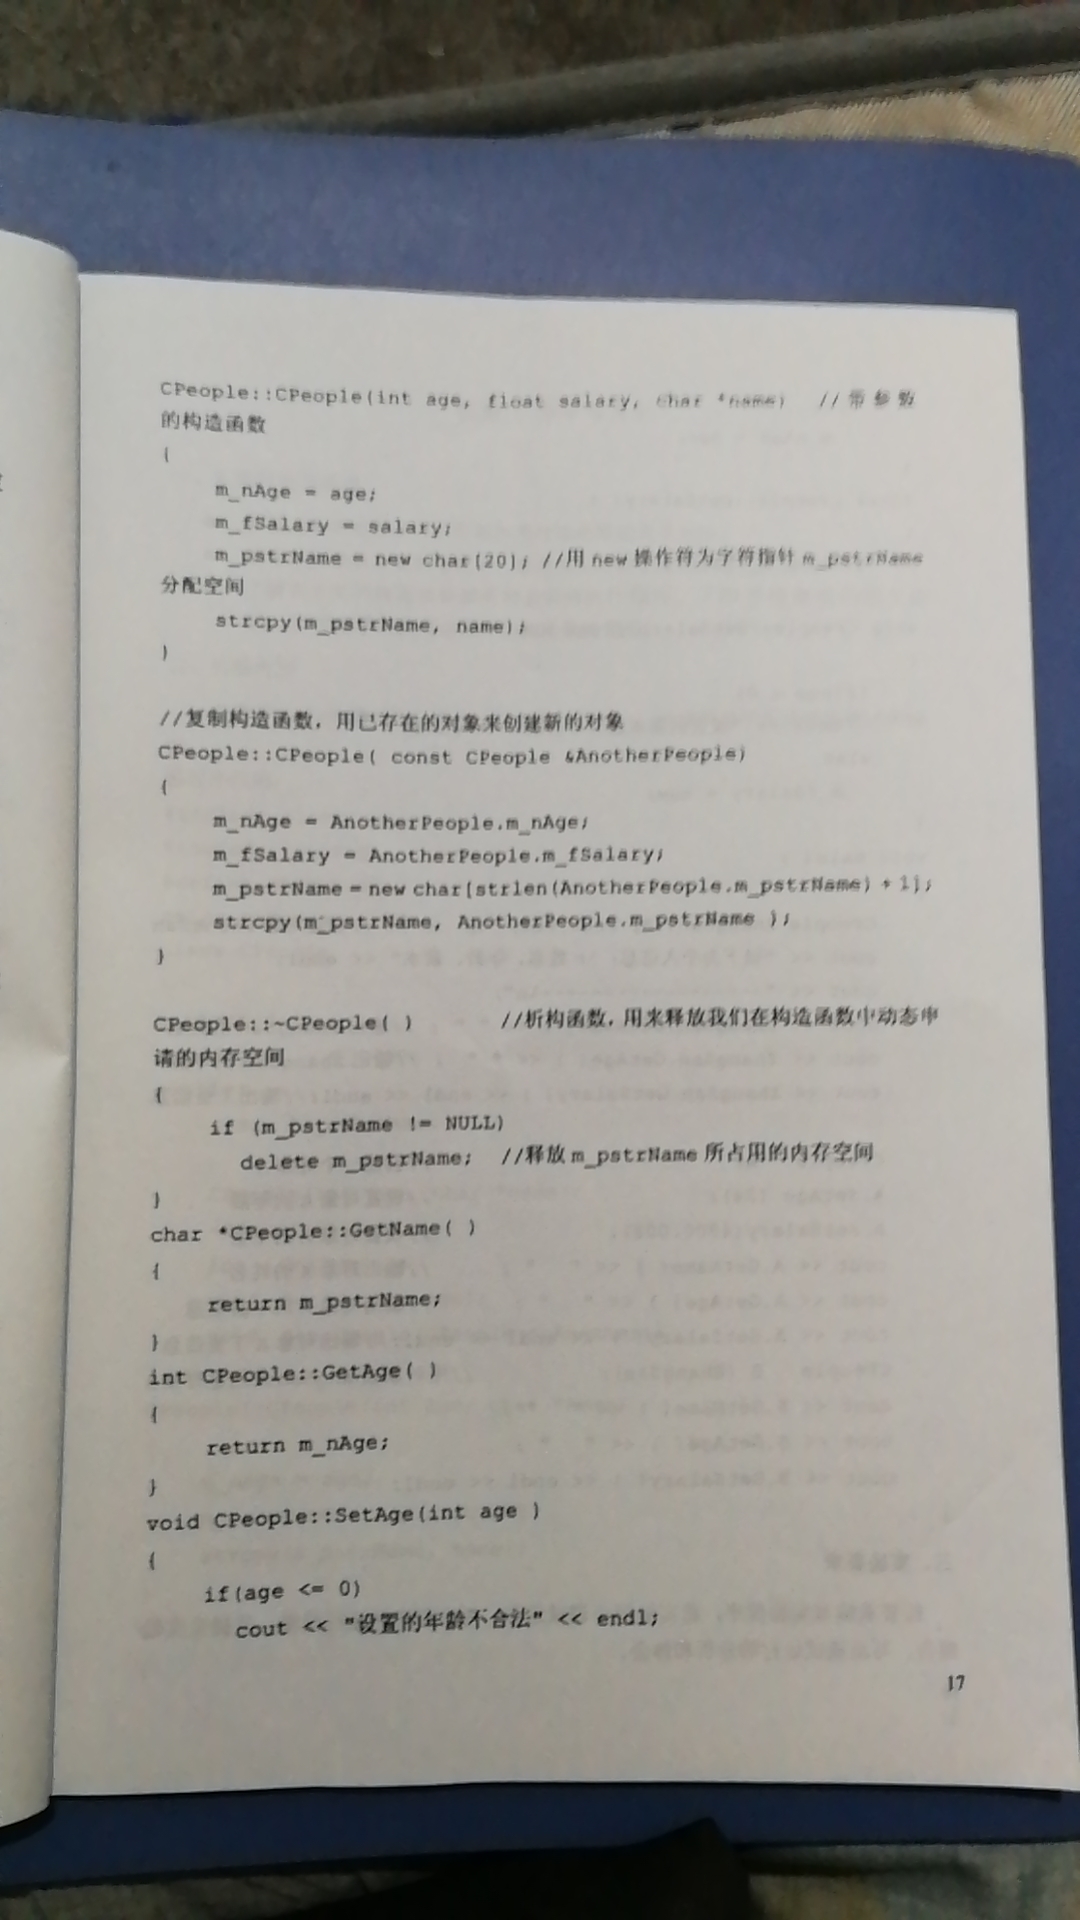 CPeople::CPeople(int age, float salary, char *name) //带参数
的构造函数
{
m_nAge = age;
m_fSalary = salary;
m_pstrName = new char[20]; //用 new 操作符为字符指针 m_pstrName
分配空间
strcpy(m_pstrName, name);
}
//复制构造函数，用已存在的对象来创建新的对象
CPeople::CPeople( const CPeople &AnotherPeople)
{
m_nAge = AnotherPeople.m_nAge;
m_fSalary = AnotherPeople.m_fSalary;
m_pstrName = new char[strlen(AnotherPeople.m_pstrName) + 1];
strcpy(m_pstrName, AnotherPeople.m_pstrName );
}
CPeople::~CPeople( ) //析构函数，用来释放我们在构造函数中动态申
请的内存空间
{
if (m_pstrName != NULL)
delete m_pstrName; //释放 m_pstrName 所占用的内存空间
}
char *CPeople::GetName( )
{
return m_pstrName;
}
int CPeople::GetAge( )
{
return m_nAge;
}
void CPeople::SetAge(int age )
{
if(age <= 0)
cout << "设置的年龄不合法" << endl;
17